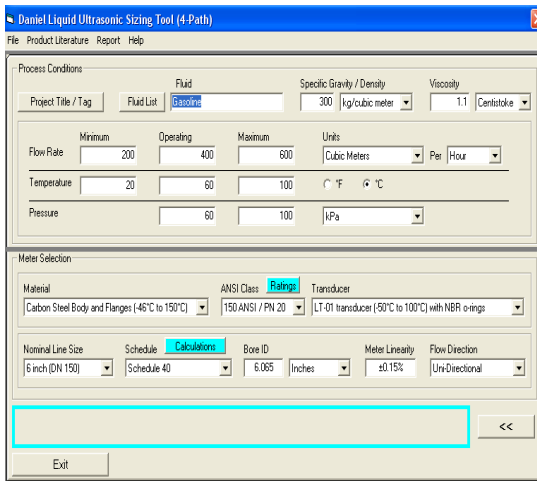 Daniel Liquid Ultrasonic Sizing Tool (4-Path)
File Product Literature Report Help
Process Conditions
Fluid Specific Gravity / Density Viscosity
Project Title / Tag Fluid List Gasoline 300 kg/cubic meter 1.1 Centistoke
Minimum Operating Maximum Units
Flow Rate 200 400 600 Cubic Meters Per Hour
Temperature 20 60 100 °F °C
Pressure 60 100 kPa
Meter Selection
Material ANSI Class Ratings Transducer
Carbon Steel Body and Flanges (-46°C to 150°C) 150 ANSI / PN 20 LT-01 transducer (-50°C to 100°C) with NBR o-rings
Nominal Line Size Schedule Calculations Bore ID Meter Linearity Flow Direction
6 inch (DN 150) Schedule 40 6.065 Inches ±0.15% Uni-Directional
<<
Exit